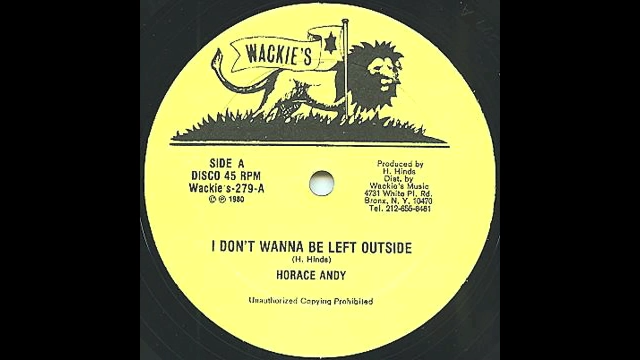 WACKIE'S
SIDE A
DISCO 45 RPM
Wackie's-279-A
© ℗ 1980
Produced by
H. Hinds
Dist. by
Wackie's Music
4731 White Pl. Rd.
Bronx, N. Y. 10470
Tel. 212-655-8461
I DON'T WANNA BE LEFT OUTSIDE
(H. Hinds)
HORACE ANDY
Unauthorized Copying Prohibited